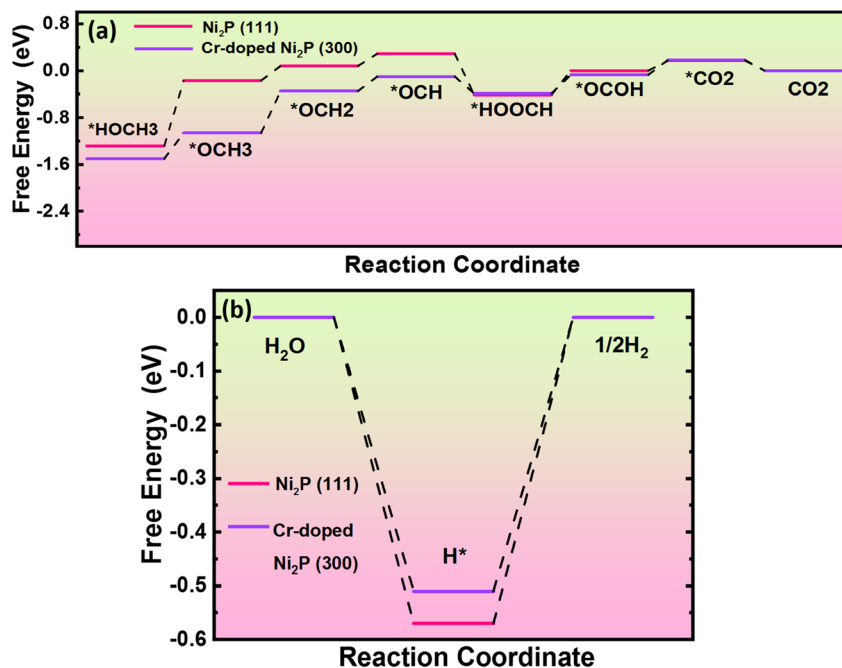 (a)
Ni₂P (111)
Cr-doped Ni₂P (300)
Free Energy (eV)
0.8
0.0
-0.8
-1.6
-2.4
*HOCH3
*OCH3
*OCH2
*OCH
*HOOCH
*OCOH
*CO2
CO2
Reaction Coordinate
(b)
Free Energy (eV)
0.0
-0.1
-0.2
-0.3
-0.4
-0.5
-0.6
H₂O
1/2H₂
H*
Ni₂P (111)
Cr-doped
Ni₂P (300)
Reaction Coordinate